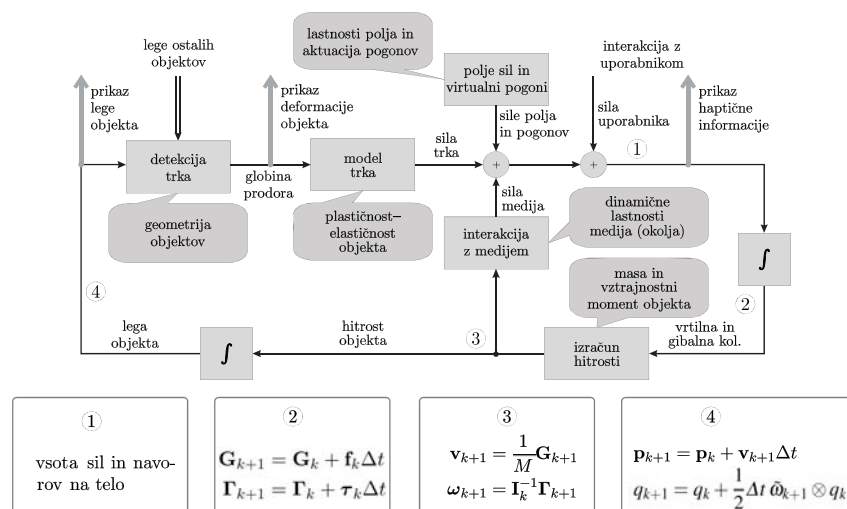 lastnosti polja in
aktuacija pogonov
lege ostalih
objektov
polje sil in
virtualni pogoni
interakcija z
uporabnikom
prikaz
lege
objekta
prikaz
deformacije
objekta
sile polja
in pogonov
sila
uporabnika
prikaz
haptične
informacije
detekcija
trka
globina
prodora
model
trka
sila
trka
+
+
1
geometrija
objektov
plastičnost–
elastičnost
objekta
sila
medija
interakcija
z medijem
dinamične
lastnosti
medija (okolja)
∫
masa in
vztrajnostni
moment objekta
2
4
lega
objekta
∫
hitrost
objekta
3
izračun
hitrosti
vrtilna in
gibalna kol.
1
vsota sil in navo-
rov na telo
2
G_{k+1} = G_k + f_kΔt
Γ_{k+1} = Γ_k + τ_kΔt
3
v_{k+1} = \frac{1}{M}G_{k+1}
ω_{k+1} = I_k^{-1}Γ_{k+1}
4
p_{k+1} = p_k + v_{k+1}Δt
q_{k+1} = q_k + \frac{1}{2}Δt ω̃_{k+1} ⊗ q_k